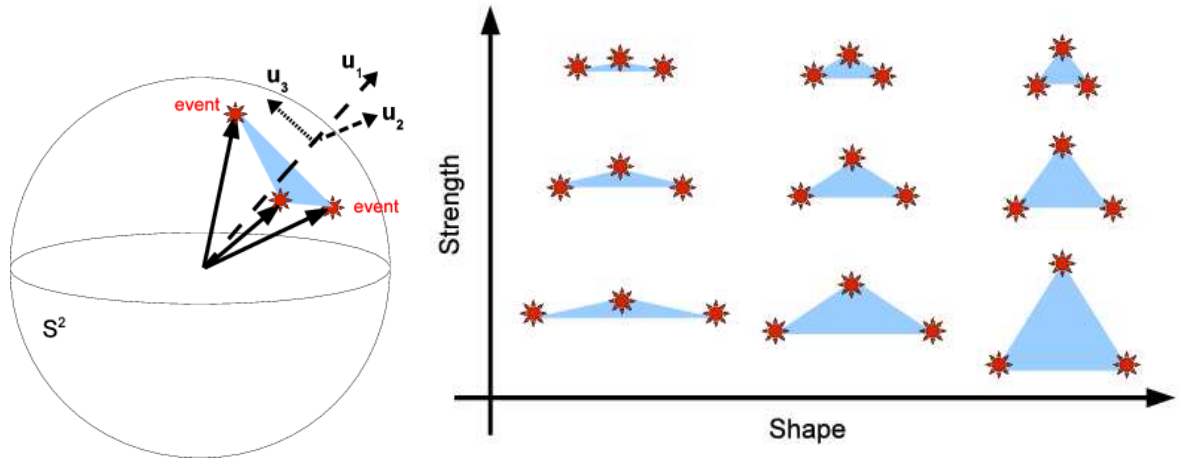 u₁
u₃
event
u₂
event
S²
Strength
Shape